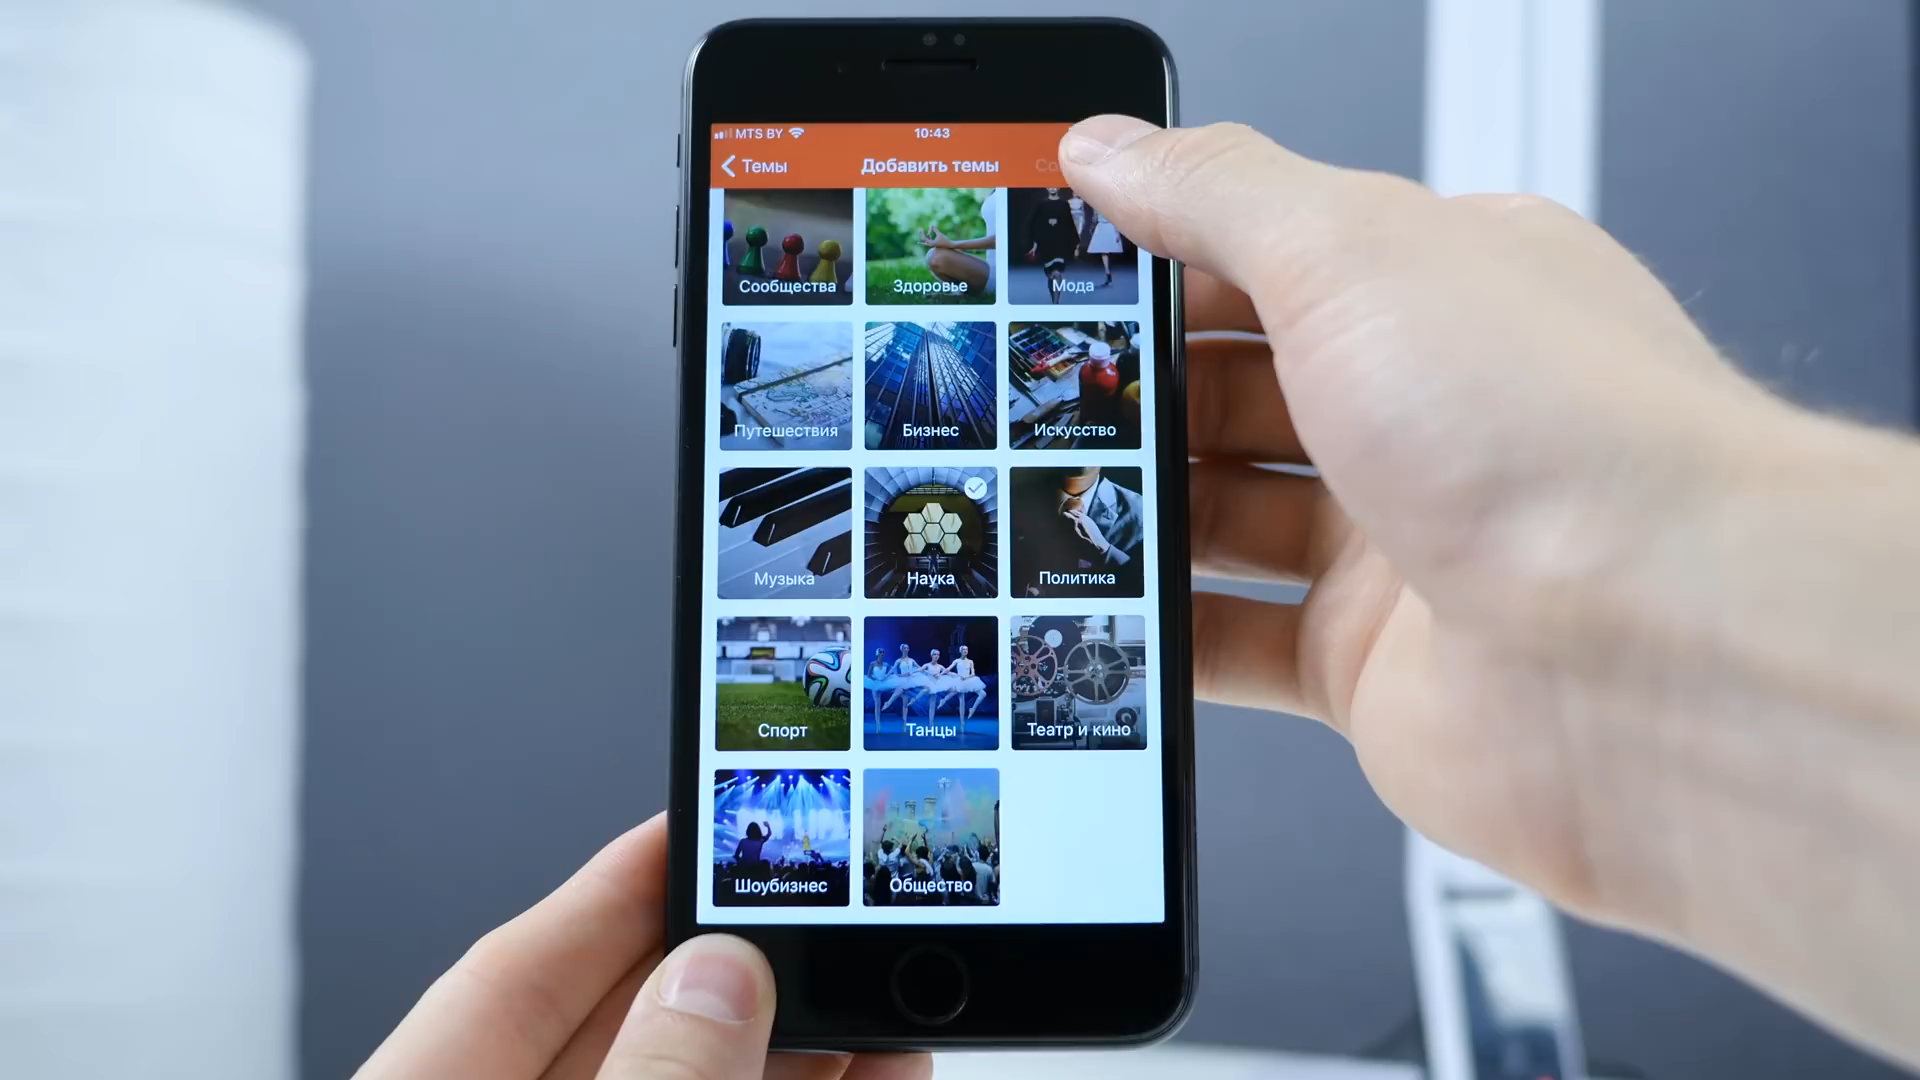 MTS BY 10:43
Темы Добавить темы
Сообщества Здоровье Мода
Путешествия Бизнес Искусство
Музыка Наука Политика
Спорт Танцы Театр и кино
Шоубизнес Общество